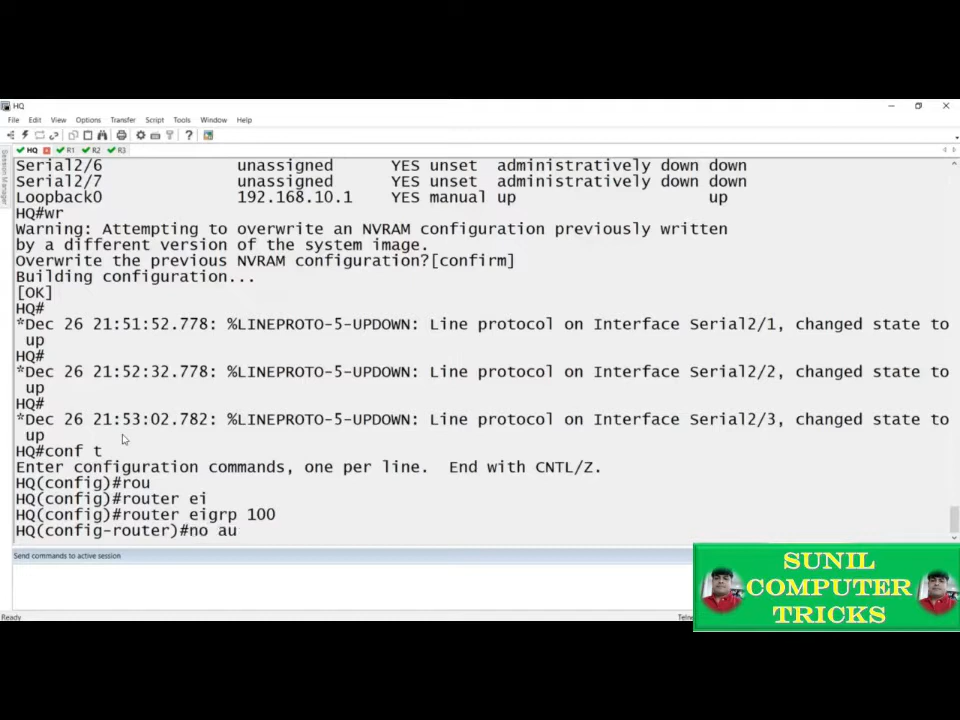 HQ
File Edit View Options Transfer Script Tools Window Help
HQ R1 R2 R3
Session Manager
Serial2/6 unassigned YES unset administratively down down
Serial2/7 unassigned YES unset administratively down down
Loopback0 192.168.10.1 YES manual up up
HQ#wr
Warning: Attempting to overwrite an NVRAM configuration previously written
by a different version of the system image.
Overwrite the previous NVRAM configuration?[confirm]
Building configuration...
[OK]
HQ#
*Dec 26 21:51:52.778: %LINEPROTO-5-UPDOWN: Line protocol on Interface Serial2/1, changed state to
up
HQ#
*Dec 26 21:52:32.778: %LINEPROTO-5-UPDOWN: Line protocol on Interface Serial2/2, changed state to
up
HQ#
*Dec 26 21:53:02.782: %LINEPROTO-5-UPDOWN: Line protocol on Interface Serial2/3, changed state to
up
HQ#conf t
Enter configuration commands, one per line. End with CNTL/Z.
HQ(config)#rou
HQ(config)#router ei
HQ(config)#router eigrp 100
HQ(config-router)#no au
Send commands to active session
Ready
SUNIL
COMPUTER
TRICKS